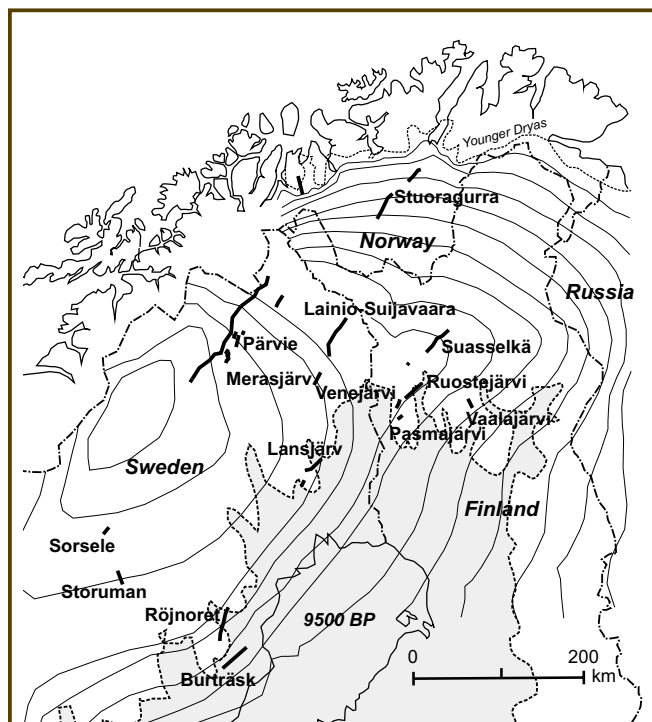 Younger Dryas
Stuoragurra
Norway
Russia
Lainio-Suijavaara
Pärvie
Suasselkä
Merasjärvi
Venejärvi
Ruostejärvi
Vaalajärvi
Pasmajärvi
Lansjärv
Sweden
Finland
Sorsele
Storuman
Röjnoret
9500 BP
Burträsk
0
200
km